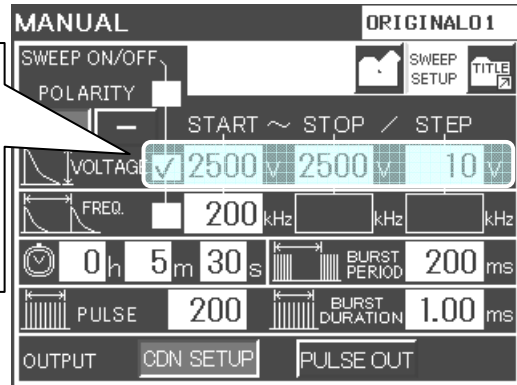 MANUAL ORIGINAL01
SWEEP ON/OFF SWEEP SETUP TITLE
POLARITY
－ START ～ STOP / STEP
VOLTAGE ✓ 2500 V 2500 V 10 V
FREQ. 200 kHz kHz kHz
0 h 5 m 30 s BURST PERIOD 200 ms
PULSE 200 BURST DURATION 1.00 ms
OUTPUT CDN SETUP PULSE OUT